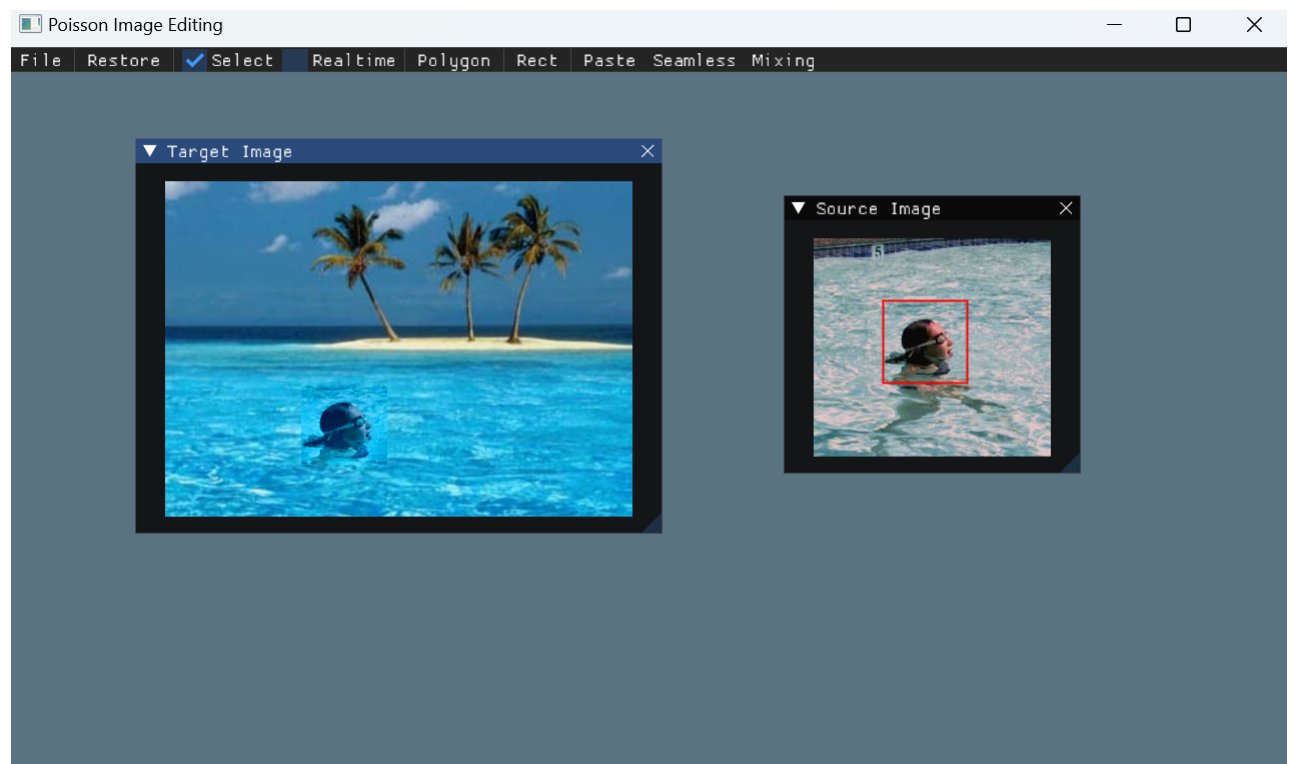 Poisson Image Editing
File Restore Select Realtime Polygon Rect Paste Seamless Mixing
Target Image
Source Image
5